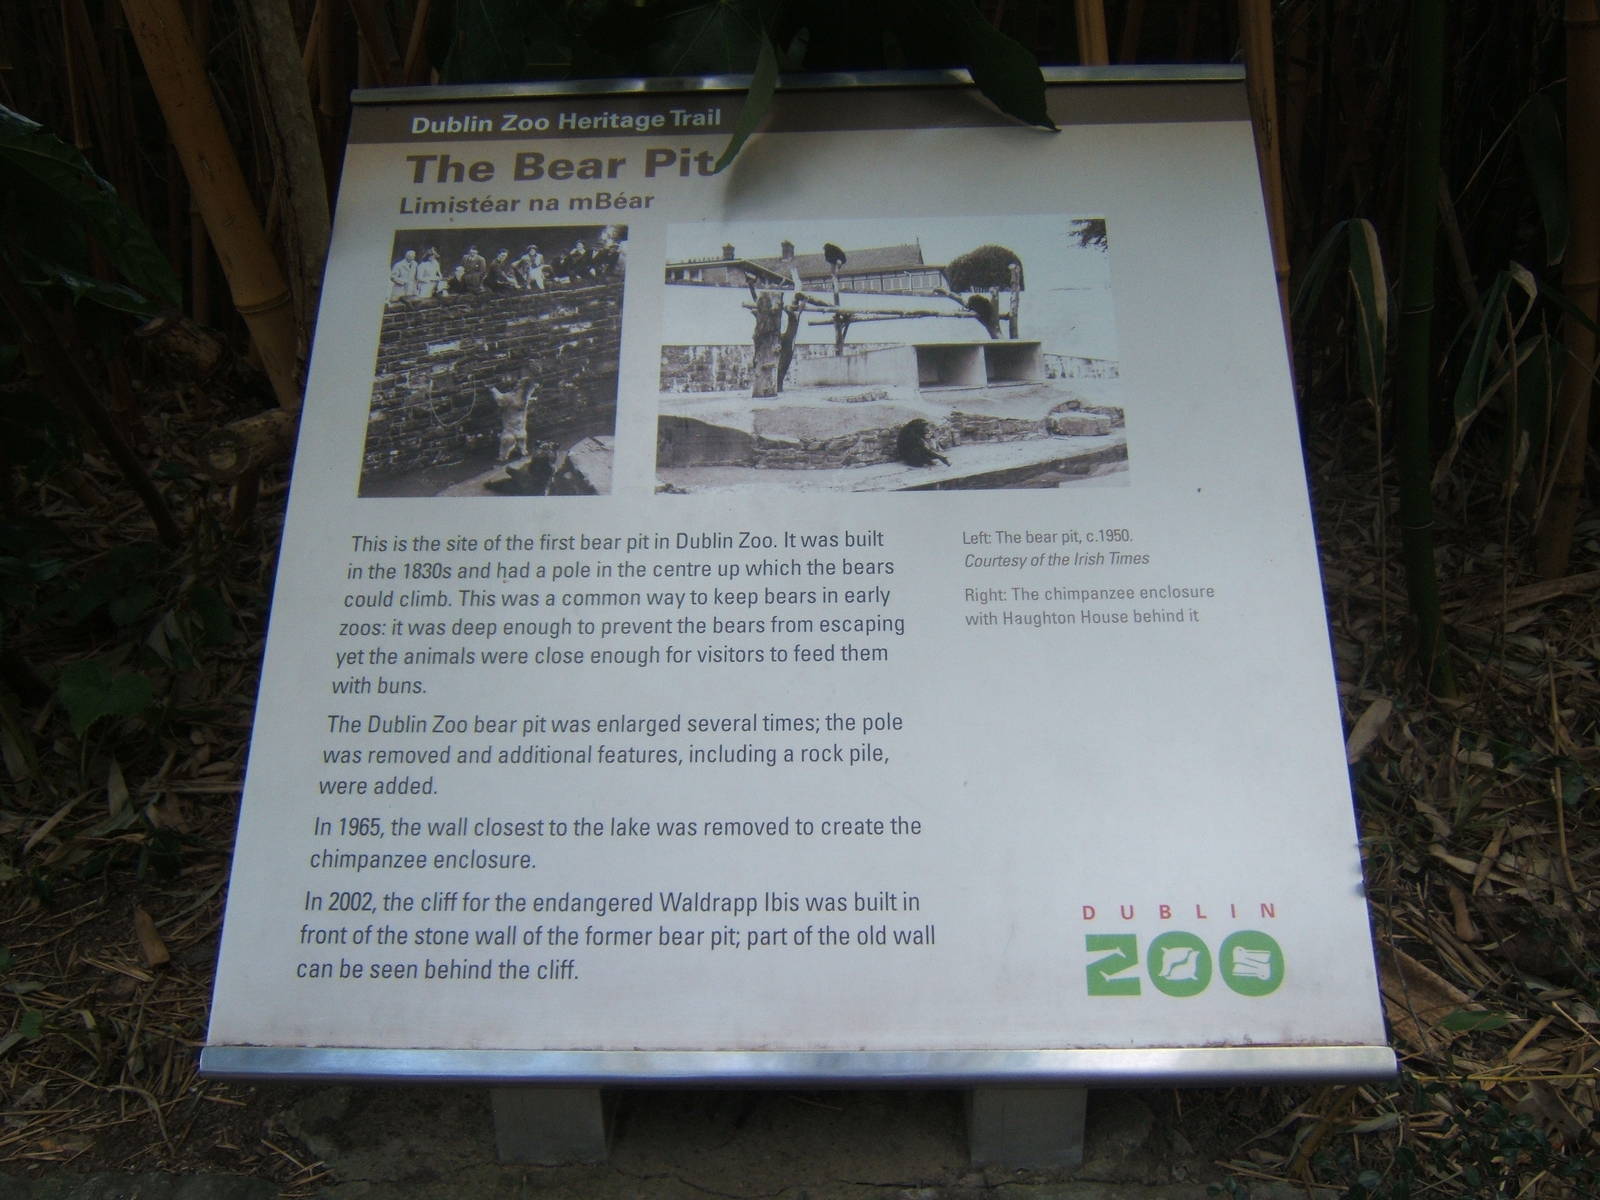 Dublin Zoo Heritage Trail
The Bear Pit
Limistéar na mBéar
This is the site of the first bear pit in Dublin Zoo. It was built
in the 1830s and had a pole in the centre up which the bears
could climb. This was a common way to keep bears in early
zoos: it was deep enough to prevent the bears from escaping
yet the animals were close enough for visitors to feed them
with buns.
The Dublin Zoo bear pit was enlarged several times; the pole
was removed and additional features, including a rock pile,
were added.
In 1965, the wall closest to the lake was removed to create the
chimpanzee enclosure.
In 2002, the cliff for the endangered Waldrapp Ibis was built in
front of the stone wall of the former bear pit; part of the old wall
can be seen behind the cliff.
Left: The bear pit, c.1950.
Courtesy of the Irish Times
Right: The chimpanzee enclosure
with Haughton House behind it
DUBLIN
ZOO